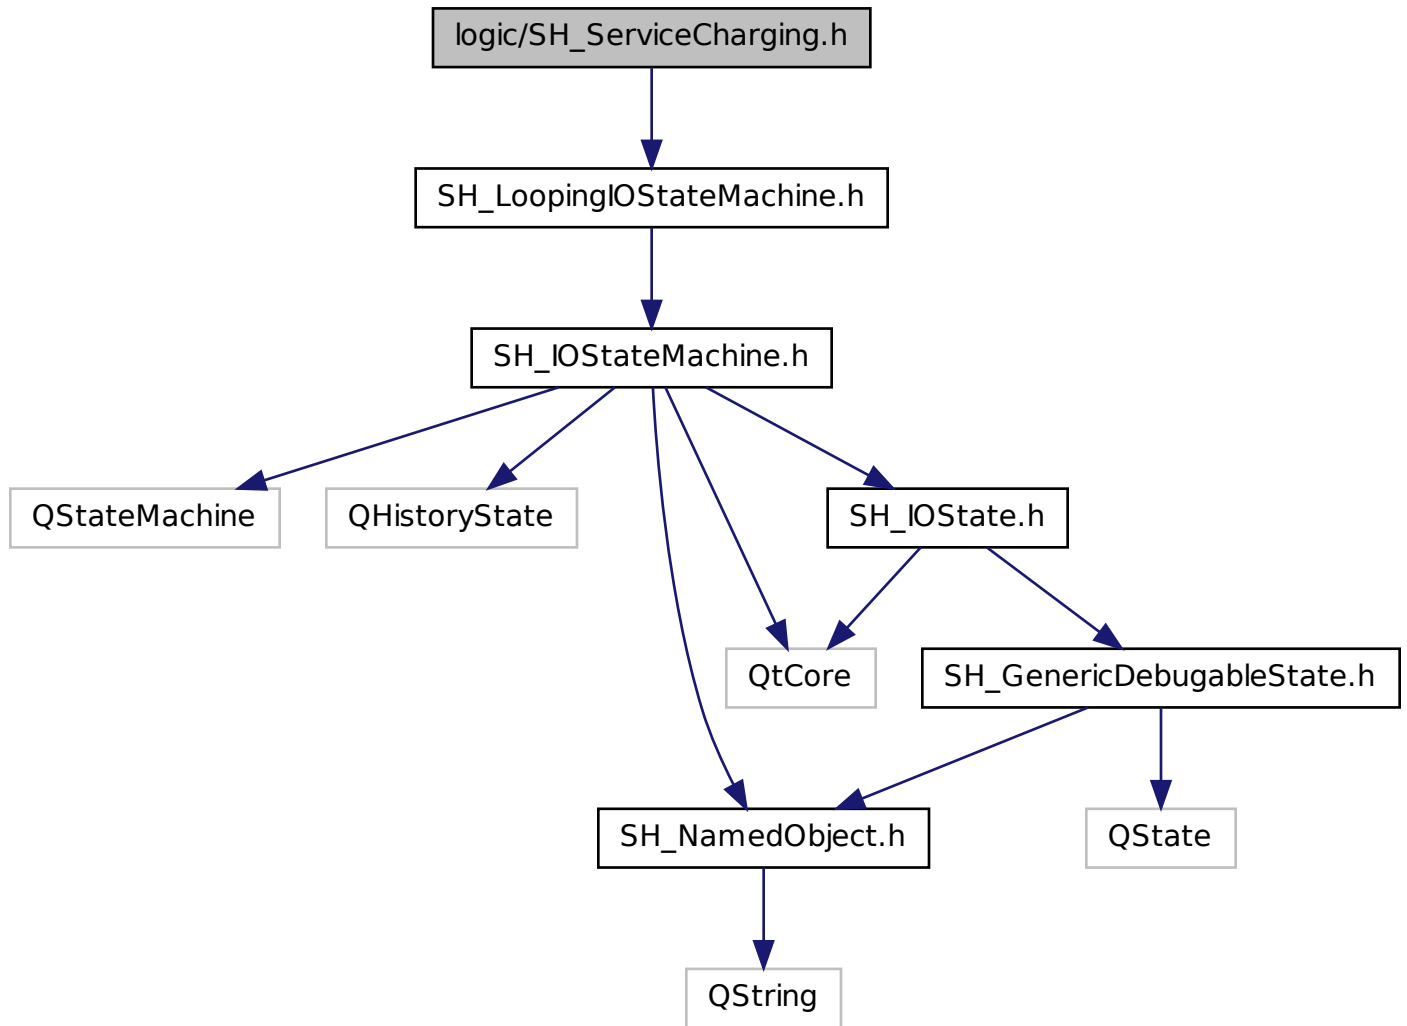 logic/SH_ServiceCharging.h
SH_LoopingIOStateMachine.h
SH_IOStateMachine.h
QStateMachine
QHistoryState
SH_IOState.h
QtCore
SH_GenericDebugableState.h
SH_NamedObject.h
QState
QString